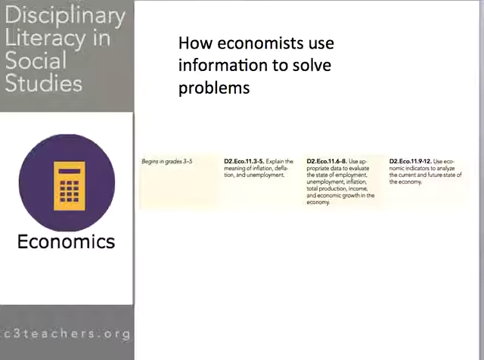 Disciplinary
Literacy in
Social
Studies
How economists use
information to solve
problems
Begins in grades 3–5
D2.Eco.11.3-5. Explain the
meaning of inflation, defla-
tion, and unemployment.
D2.Eco.11.6-8. Use ap-
propriate data to evaluate
the state of employment,
unemployment, inflation,
total production, income,
and economic growth in the
economy.
D2.Eco.11.9-12. Use eco-
nomic indicators to analyze
the current and future state of
the economy.
Economics
c3teachers.org